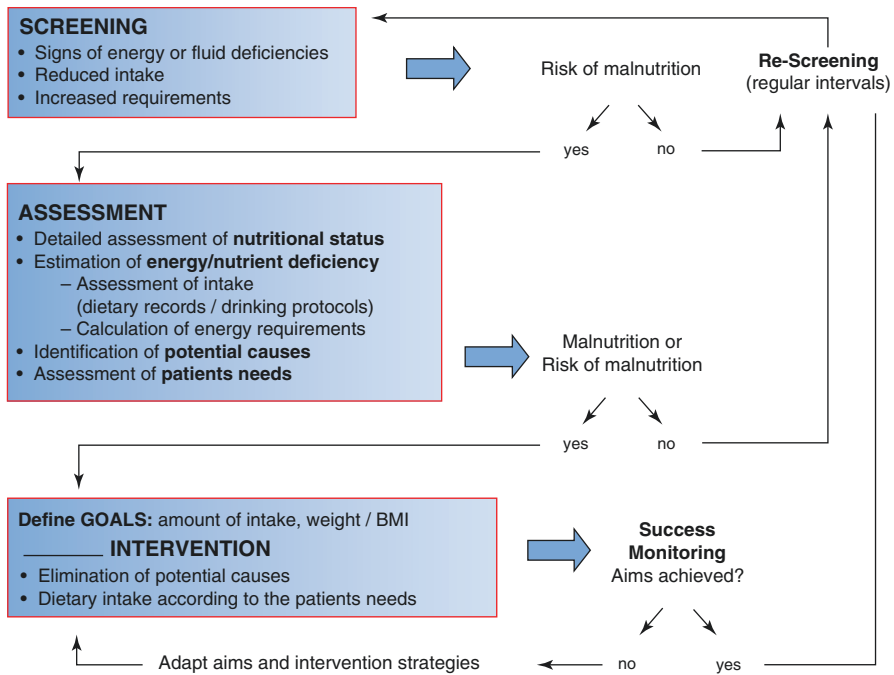 SCREENING
• Signs of energy or fluid deficiencies
• Reduced intake
• Increased requirements
Risk of malnutrition
Re-Screening
(regular intervals)
yes
no
ASSESSMENT
• Detailed assessment of nutritional status
• Estimation of energy/nutrient deficiency
– Assessment of intake
(dietary records / drinking protocols)
– Calculation of energy requirements
• Identification of potential causes
• Assessment of patients needs
Malnutrition or
Risk of malnutrition
yes
no
Define GOALS: amount of intake, weight / BMI
________ INTERVENTION
• Elimination of potential causes
• Dietary intake according to the patients needs
Success
Monitoring
Aims achieved?
no
yes
Adapt aims and intervention strategies